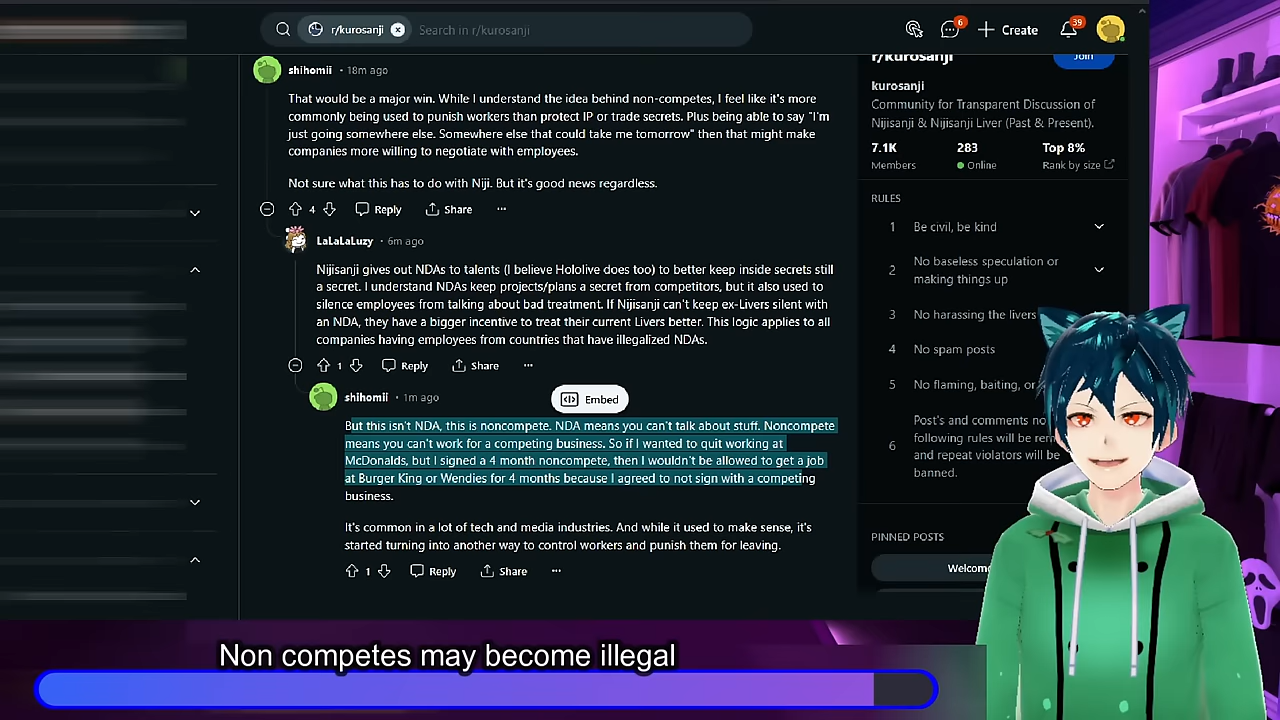 r/kurosanji
Search in r/kurosanji
6
Create
39
shihomii · 18m ago
That would be a major win. While I understand the idea behind non-competes, I feel like it's more
commonly being used to punish workers than protect IP or trade secrets. Plus being able to say "I'm
just going somewhere else. Somewhere else that could take me tomorrow" then that might make
companies more willing to negotiate with employees.
Not sure what this has to do with Niji. But it's good news regardless.
4 Reply Share ...
LaLaLaLuzy · 6m ago
Nijisanji gives out NDAs to talents (I believe Hololive does too) to better keep inside secrets still
a secret. I understand NDAs keep projects/plans a secret from competitors, but it also used to
silence employees from talking about bad treatment. If Nijisanji can't keep ex-Livers silent with
an NDA, they have a bigger incentive to treat their current Livers better. This logic applies to all
companies having employees from countries that have illegalized NDAs.
1 Reply Share ...
shihomii · 1m ago
Embed
But this isn't NDA, this is noncompete. NDA means you can't talk about stuff. Noncompete
means you can't work for a competing business. So if I wanted to quit working at
McDonalds, but I signed a 4 month noncompete, then I wouldn't be allowed to get a job
at Burger King or Wendies for 4 months because I agreed to not sign with a competing
business.
It's common in a lot of tech and media industries. And while it used to make sense, it's
started turning into another way to control workers and punish them for leaving.
1 Reply Share ...
r/kurosanji
Join
kurosanji
Community for Transparent Discussion of
Nijisanji & Nijisanji Liver (Past & Present).
7.1K 283 Top 8%
Members Online Rank by size
RULES
1 Be civil, be kind
2 No baseless speculation or
making things up
3 No harassing the livers
4 No spam posts
5 No flaming, baiting, or
6 Post's and comments no
following rules will be
and repeat violators will be
banned.
PINNED POSTS
Non competes may become illegal